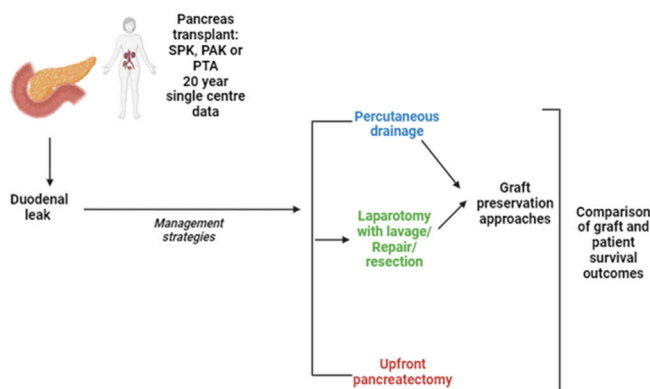 Pancreas
transplant:
SPK, PAK or
PTA
20 year
single centre
data
Duodenal
leak
Management
strategies
Percutaneous
drainage
Laparotomy
with lavage/
Repair/
resection
Upfront
pancreatectomy
Graft
preservation
approaches
Comparison
of graft and
patient
survival
outcomes